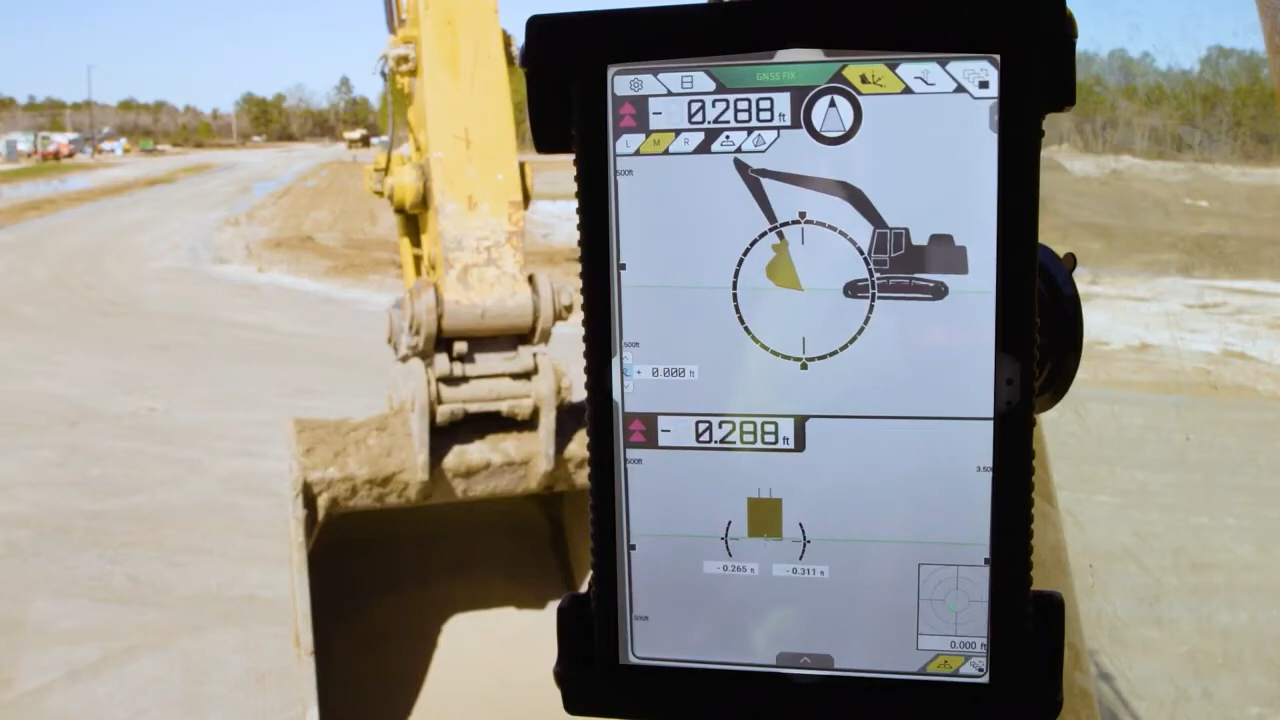 GNSS FIX
- 0.288 ft
L M R
500ft
.500ft
+ 0.000 ft
- 0.288 ft
500ft 3.50
- 0.265 ft - 0.311 ft
500ft
0.000 ft